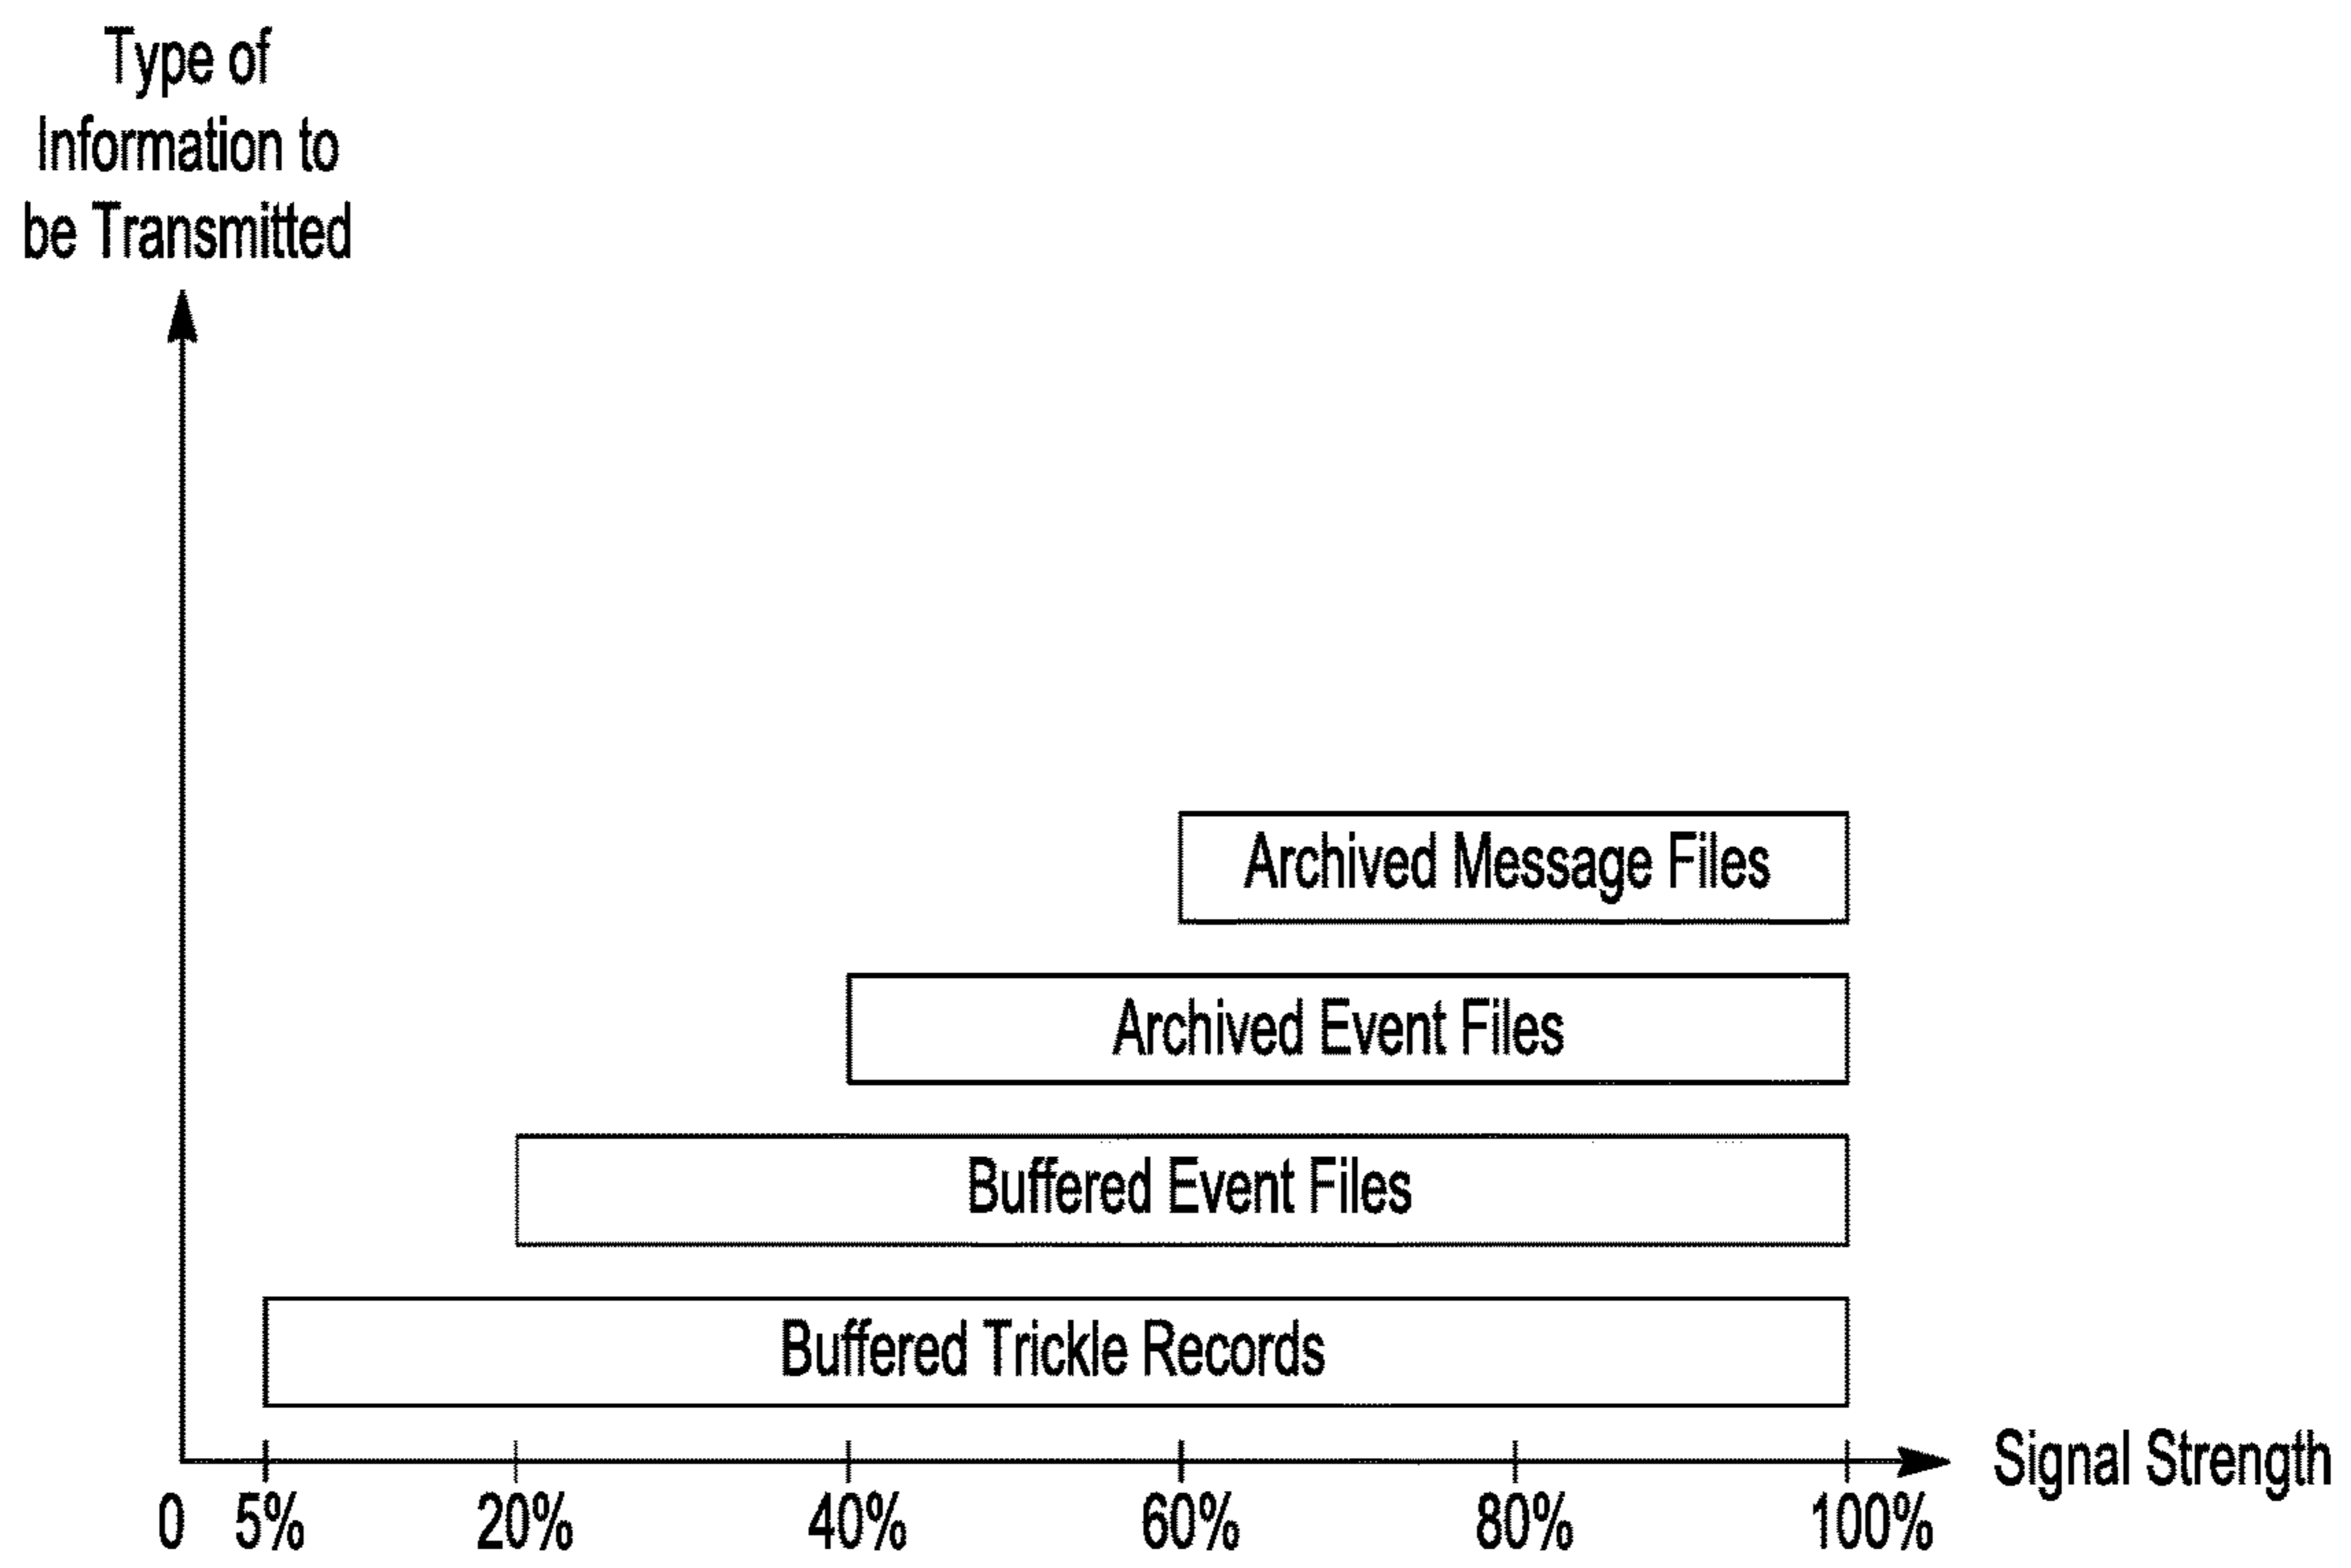 Type of
Information to
be Transmitted
Archived Message Files
Archived Event Files
Buffered Event Files
Buffered Trickle Records
Signal Strength
0 5% 20% 40% 60% 80% 100%